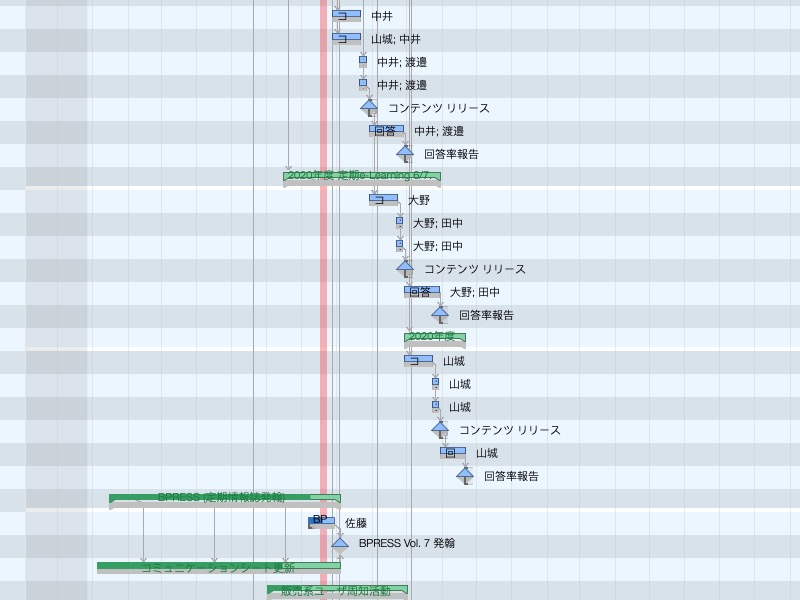 コ 中井
コ 山城; 中井
中井; 渡邉
中井; 渡邉
コンテンツ リリース
回答 中井; 渡邉
回答率報告
2020年度 定期e-Learning 6/7.
コ 大野
大野; 田中
大野; 田中
コンテンツ リリース
回答 大野; 田中
回答率報告
2020年度
コ 山城
山城
山城
コンテンツ リリース
回 山城
回答率報告
BPRESS (定期情報誌発翰)
BP 佐藤
BPRESS Vol. 7 発翰
コミュニケーションシート更新
販売系ユーザ周知活動